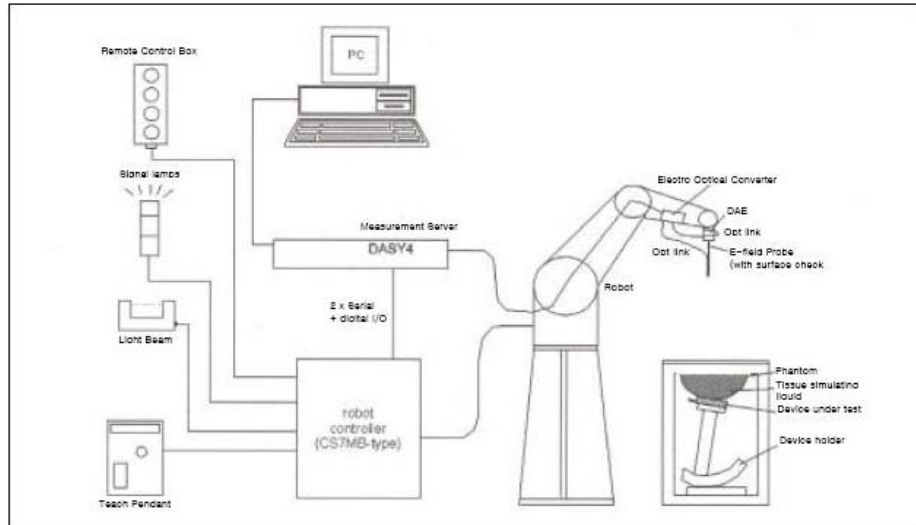 Remote Control Box
PC
Signal lamps
Electro Optical Converter
DAE
Opt link
Measurement Server
DASY4
Opt link
E-field Probe
(with surface check
Robot
2 x Serial
+ digital I/O
Light Beam
Phantom
Tissue simulating
liquid
Device under test
robot
controller
(CS7MB-type)
Device holder
Teach Pendant